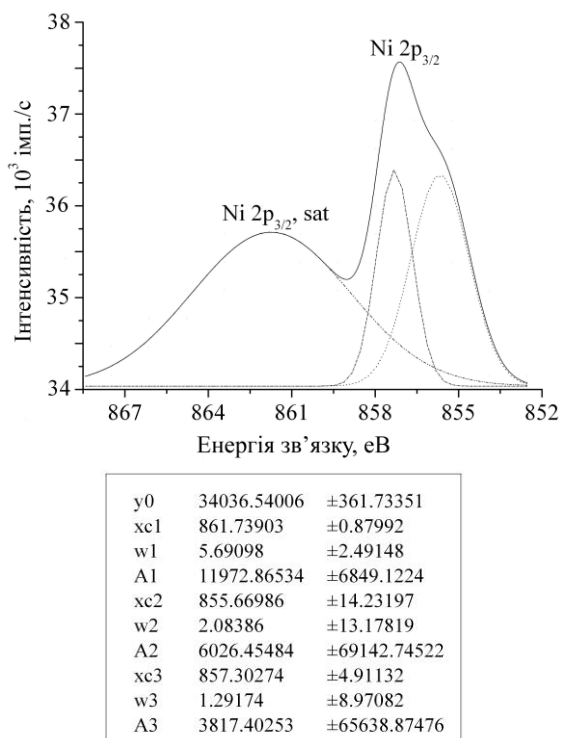 38
37
36
35
34
Інтенсивність, 10³ імп./с
Ni 2p3/2
Ni 2p3/2, sat
867 864 861 858 855 852
Енергія зв’язку, еВ
y0 34036.54006 ±361.73351
xc1 861.73903 ±0.87992
w1 5.69098 ±2.49148
A1 11972.86534 ±6849.1224
xc2 855.66986 ±14.23197
w2 2.08386 ±13.17819
A2 6026.45484 ±69142.74522
xc3 857.30274 ±4.91132
w3 1.29174 ±8.97082
A3 3817.40253 ±65638.87476